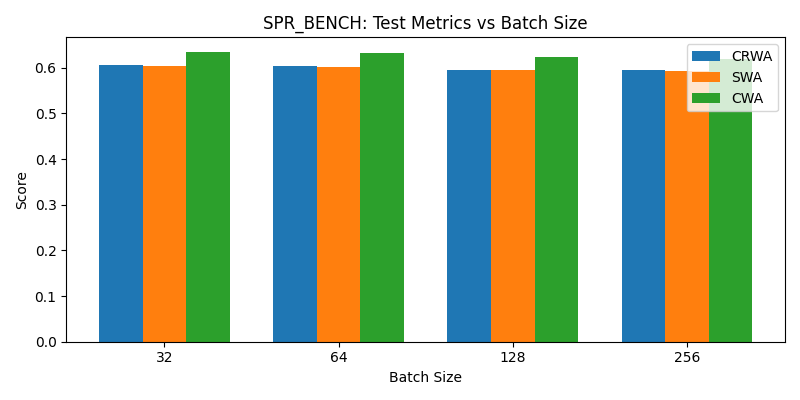 SPR_BENCH: Test Metrics vs Batch Size
Score
0.6
0.5
0.4
0.3
0.2
0.1
0.0
CRWA
SWA
CWA
32
64
128
256
Batch Size